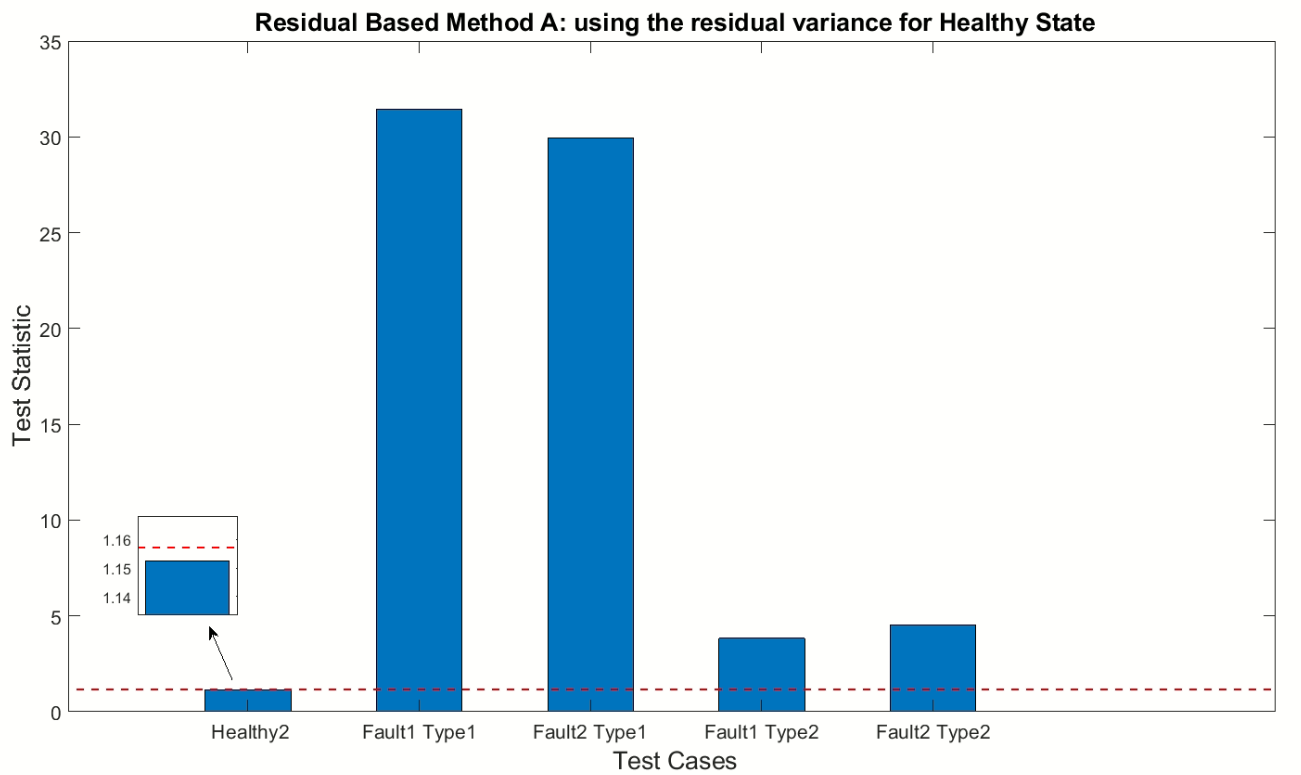 Residual Based Method A: using the residual variance for Healthy State
Test Statistic
35
30
25
20
15
10
5
0
1.16
1.15
1.14
Healthy2
Fault1 Type1
Fault2 Type1
Fault1 Type2
Fault2 Type2
Test Cases